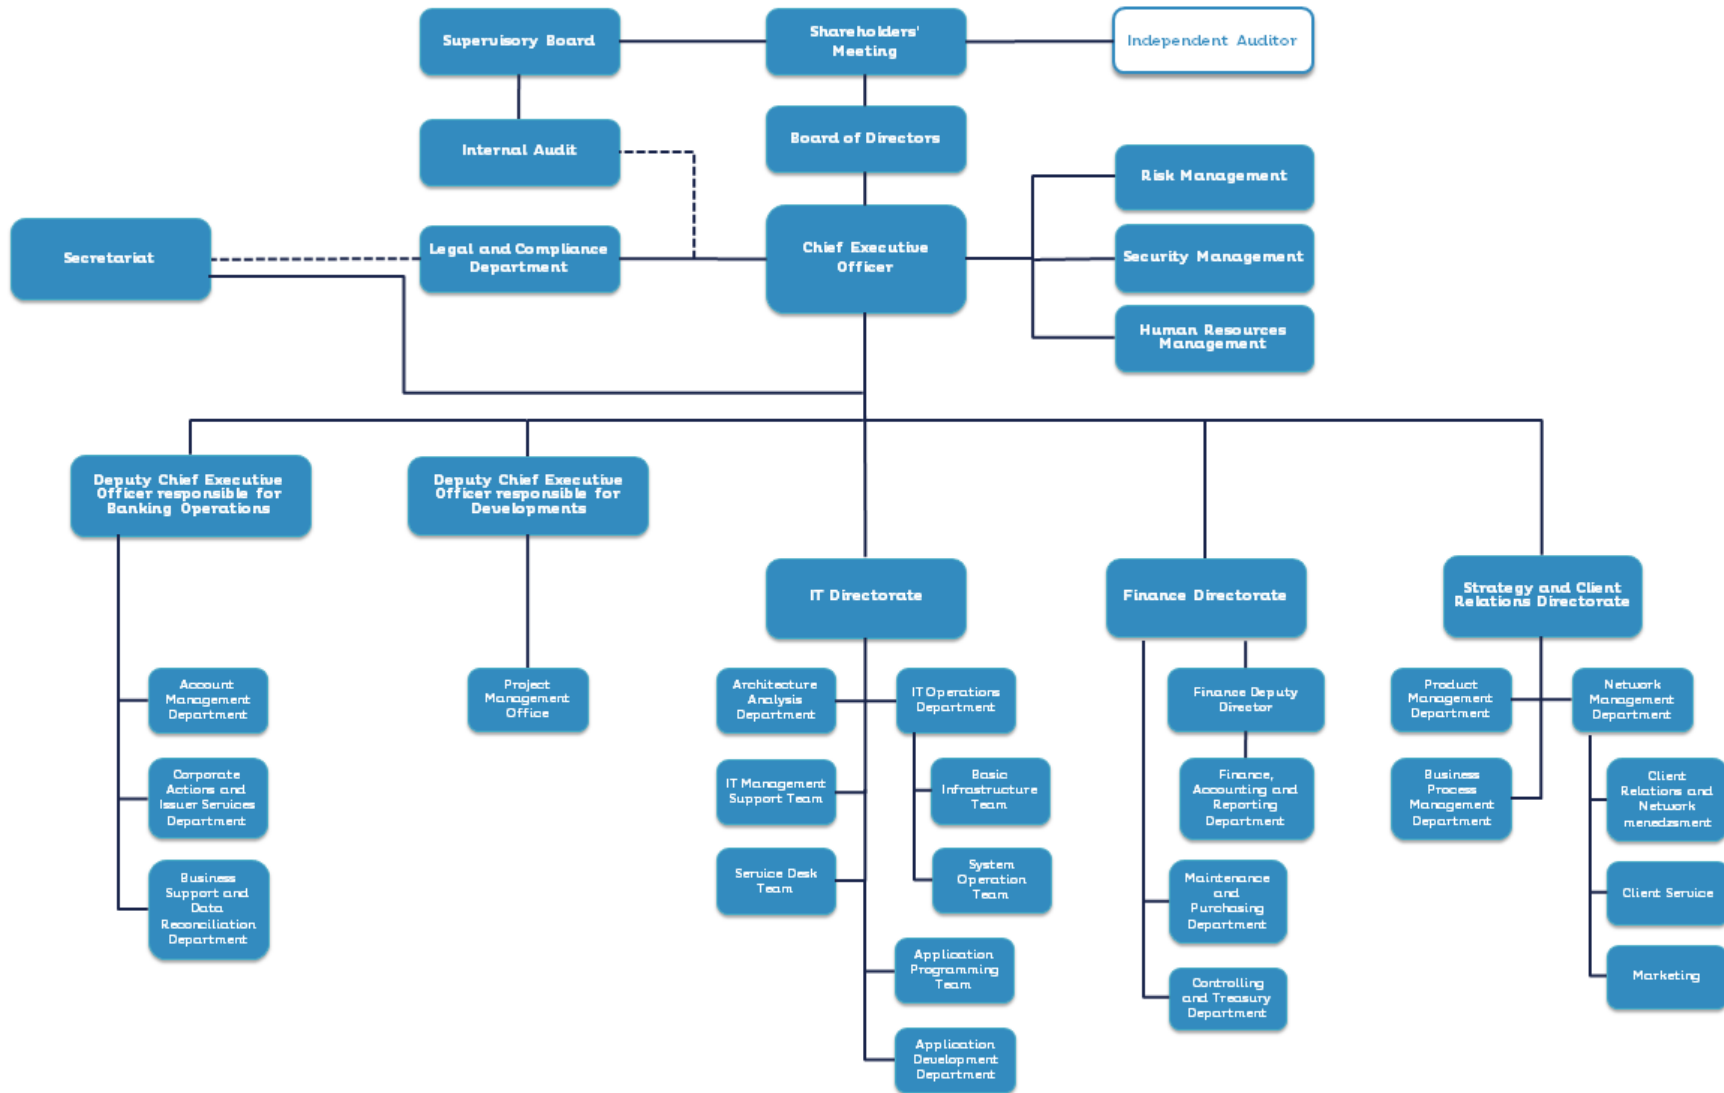 Supervisory Board
Shareholders'
Meeting
Independent Auditor
Internal Audit
Board of Directors
Risk Management
Secretariat
Legal and Compliance
Department
Chief Executive
Officer
Security Management
Human Resources
Management
Deputy Chief Executive
Officer responsible for
Banking Operations
Deputy Chief Executive
Officer responsible for
Developments
IT Directorate
Finance Directorate
Strategy and Client
Relations Directorate
Account
Management
Department
Corporate
Actions and
Issuer Services
Department
Business
Support and
Data
Reconciliation
Department
Project
Management
Office
Architecture
Analysis
Department
IT Operations
Department
IT Management
Support Team
Basic
Infrastructure
Team
Service Desk
Team
System
Operation
Team
Application
Programming
Team
Application
Development
Department
Finance Deputy
Director
Finance,
Accounting and
Reporting
Department
Maintenance
and
Purchasing
Department
Controlling
and Treasury
Department
Product
Management
Department
Network
Management
Department
Business
Process
Management
Department
Client
Relations and
Network
menedzsment
Client Service
Marketing